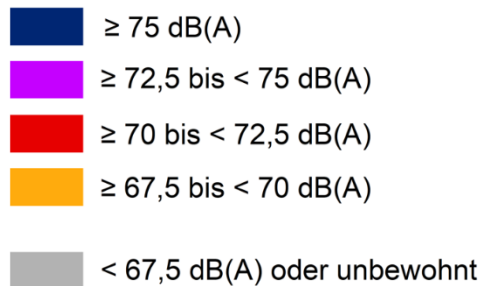 ≥ 75 dB(A)
≥ 72,5 bis < 75 dB(A)
≥ 70 bis < 72,5 dB(A)
≥ 67,5 bis < 70 dB(A)
< 67,5 dB(A) oder unbewohnt